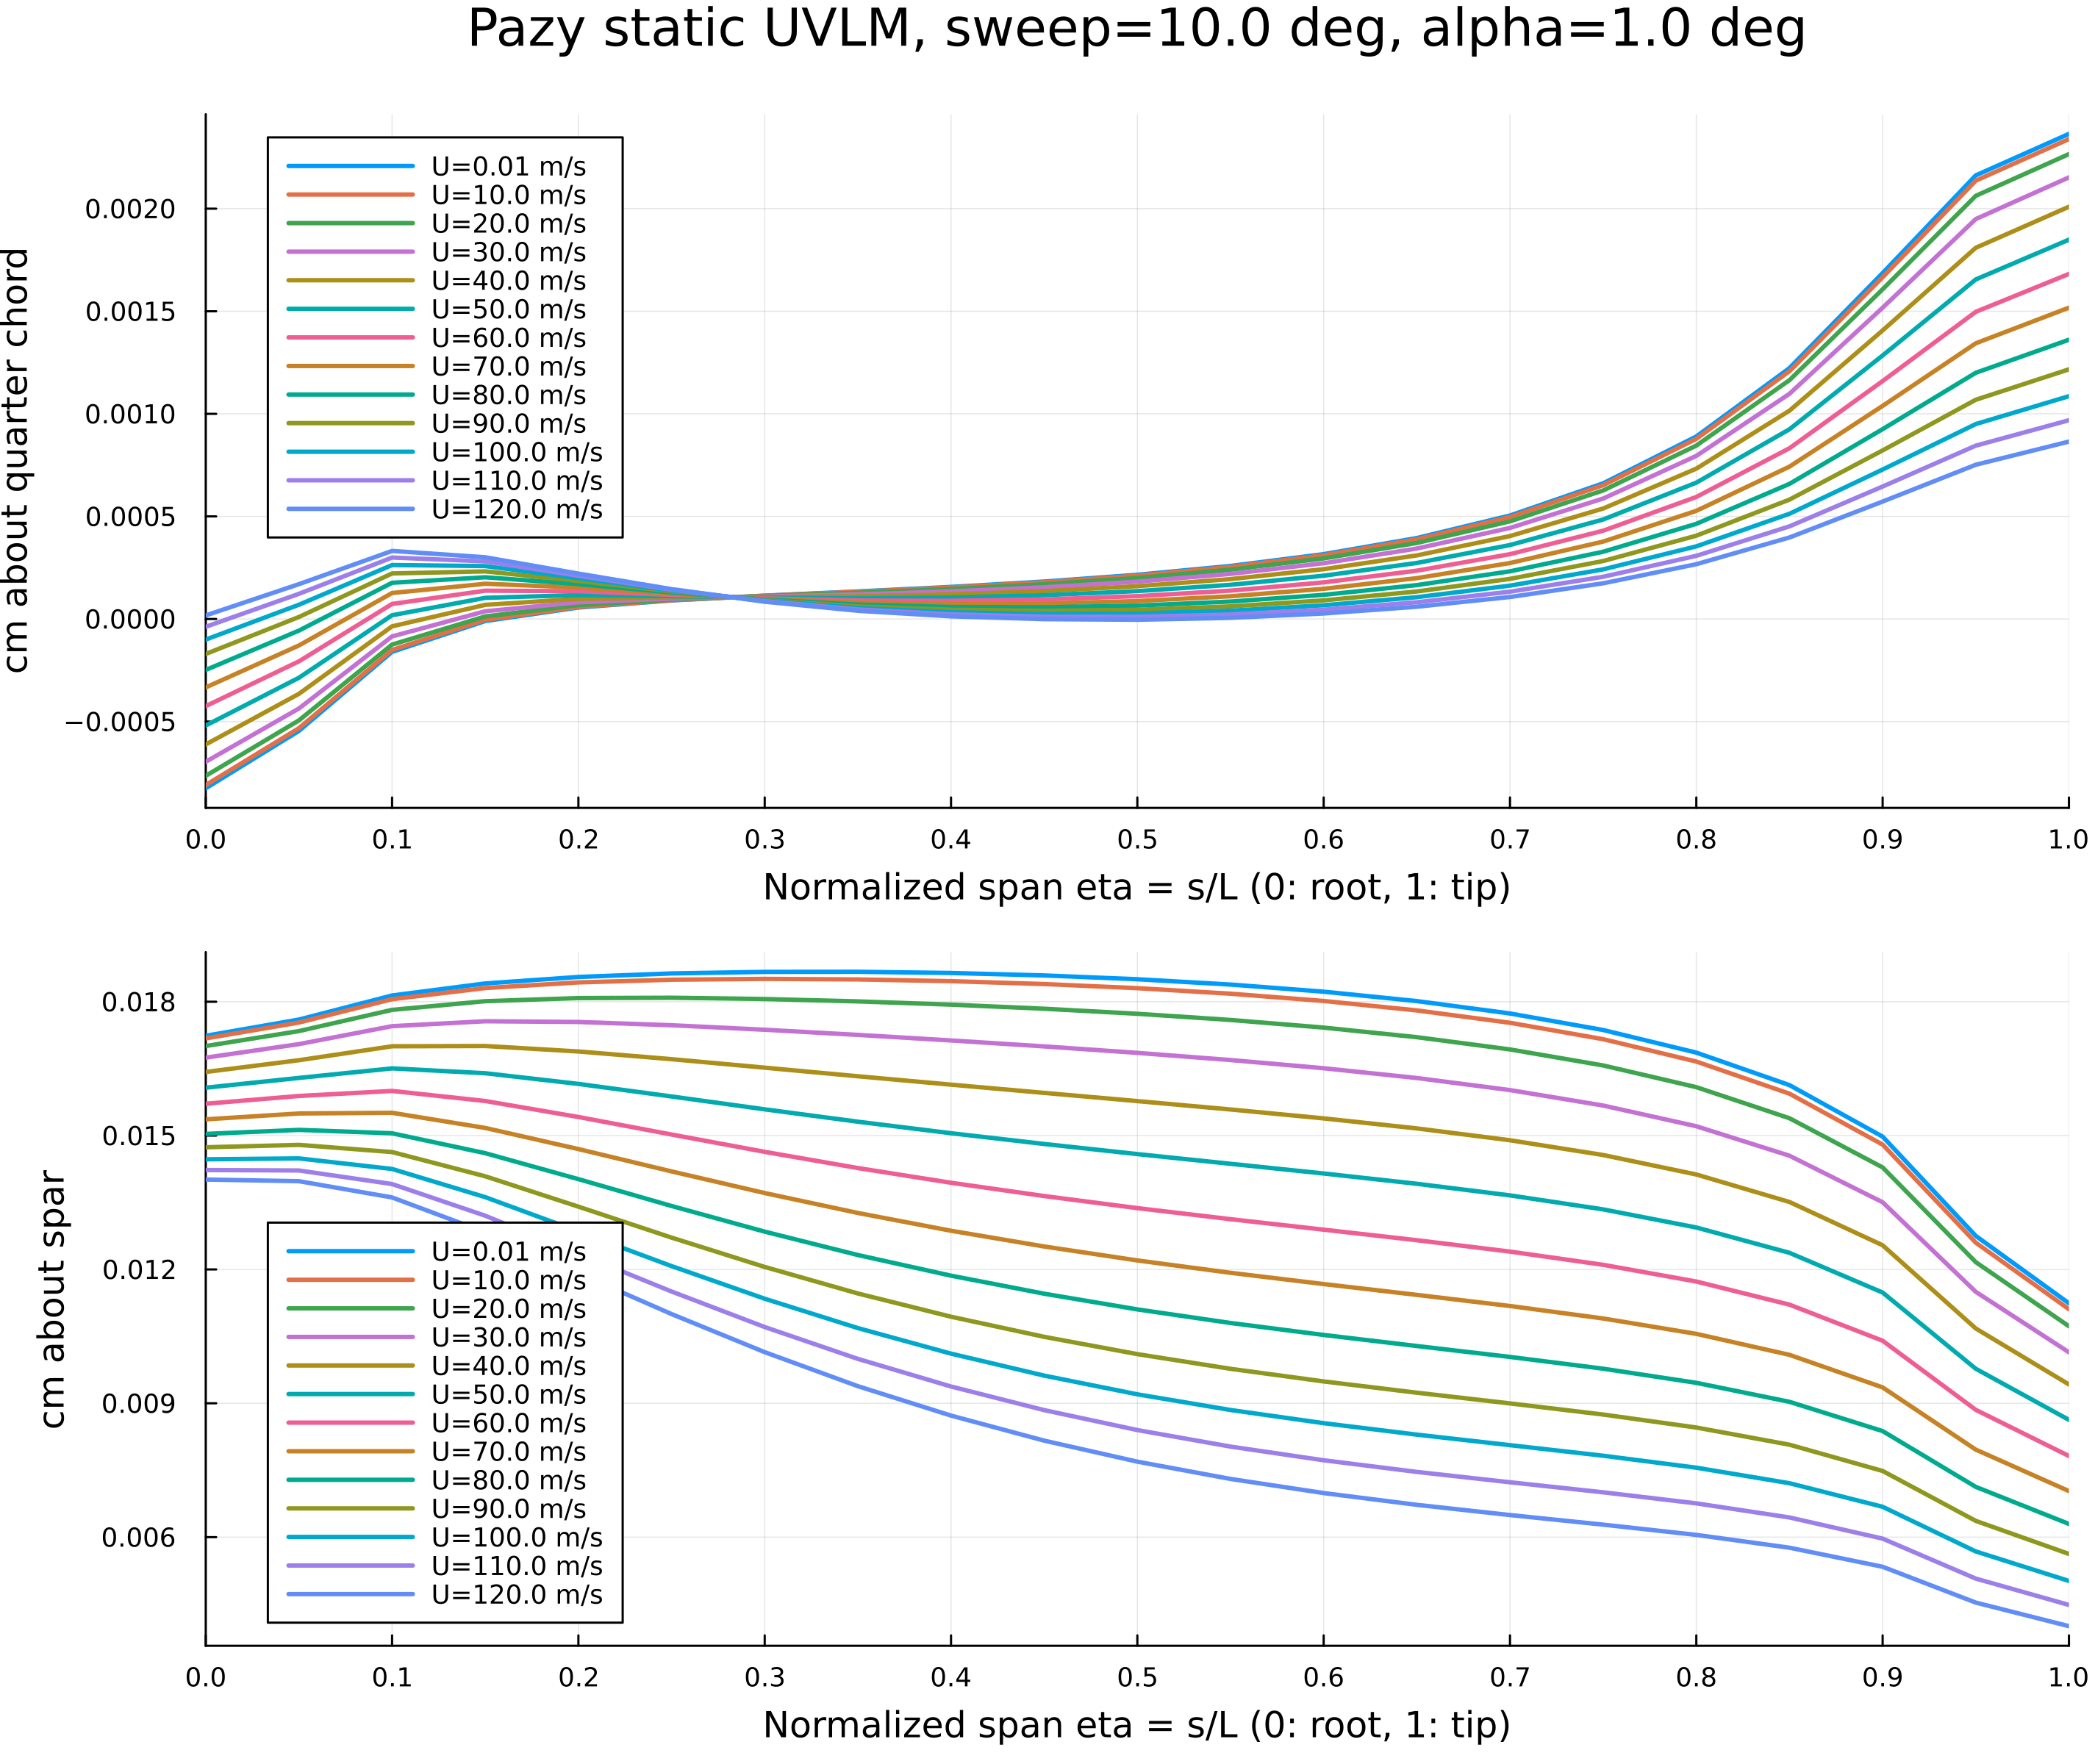 Pazy static UVLM, sweep=10.0 deg, alpha=1.0 deg
cm about quarter chord
0.0020
0.0015
0.0010
0.0005
0.0000
−0.0005
U=0.01 m/s
U=10.0 m/s
U=20.0 m/s
U=30.0 m/s
U=40.0 m/s
U=50.0 m/s
U=60.0 m/s
U=70.0 m/s
U=80.0 m/s
U=90.0 m/s
U=100.0 m/s
U=110.0 m/s
U=120.0 m/s
0.0 0.1 0.2 0.3 0.4 0.5 0.6 0.7 0.8 0.9 1.0
Normalized span eta = s/L (0: root, 1: tip)
cm about spar
0.018
0.015
0.012
0.009
0.006
U=0.01 m/s
U=10.0 m/s
U=20.0 m/s
U=30.0 m/s
U=40.0 m/s
U=50.0 m/s
U=60.0 m/s
U=70.0 m/s
U=80.0 m/s
U=90.0 m/s
U=100.0 m/s
U=110.0 m/s
U=120.0 m/s
0.0 0.1 0.2 0.3 0.4 0.5 0.6 0.7 0.8 0.9 1.0
Normalized span eta = s/L (0: root, 1: tip)